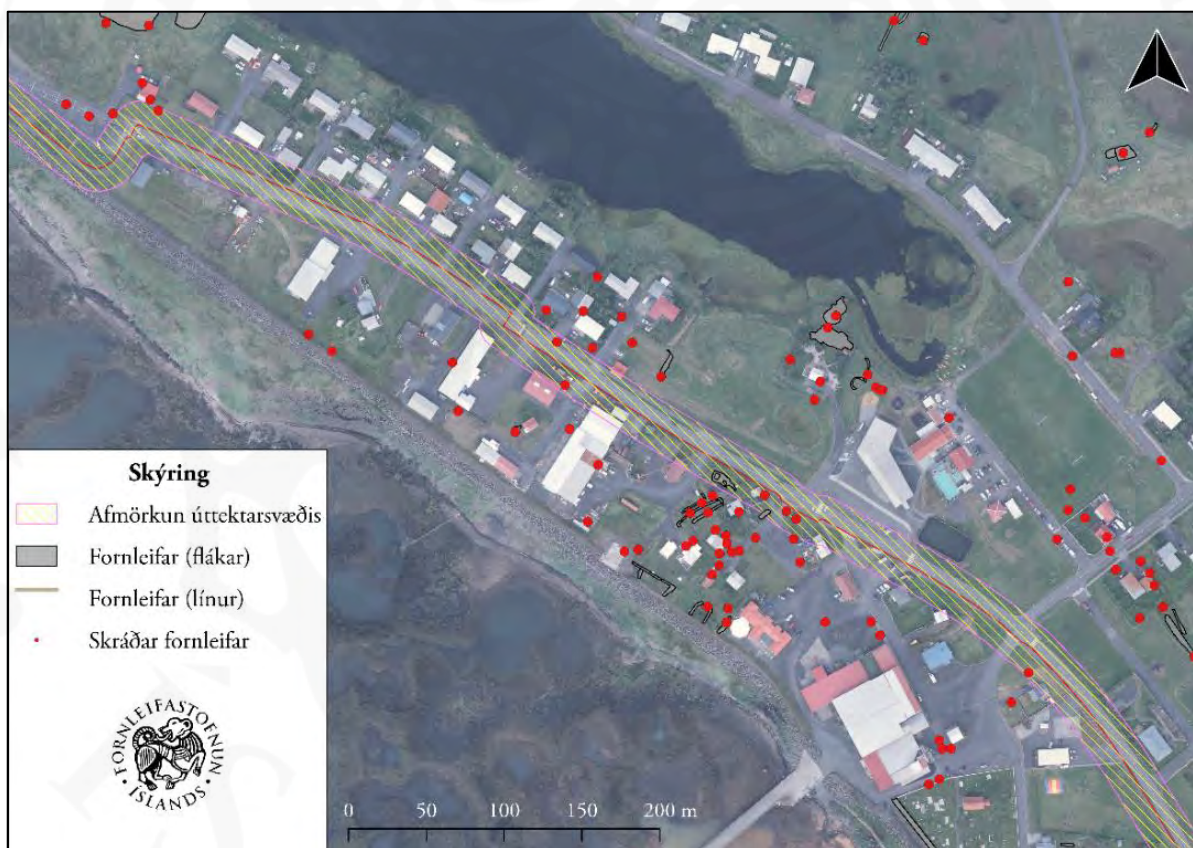 Skýring
Afmörkun úttektarsvæðis
Fornleifar (flákar)
Fornleifar (línur)
Skráðar fornleifar
FORNLEIFASTOFNUN
ÍSLANDS
0 50 100 150 200 m